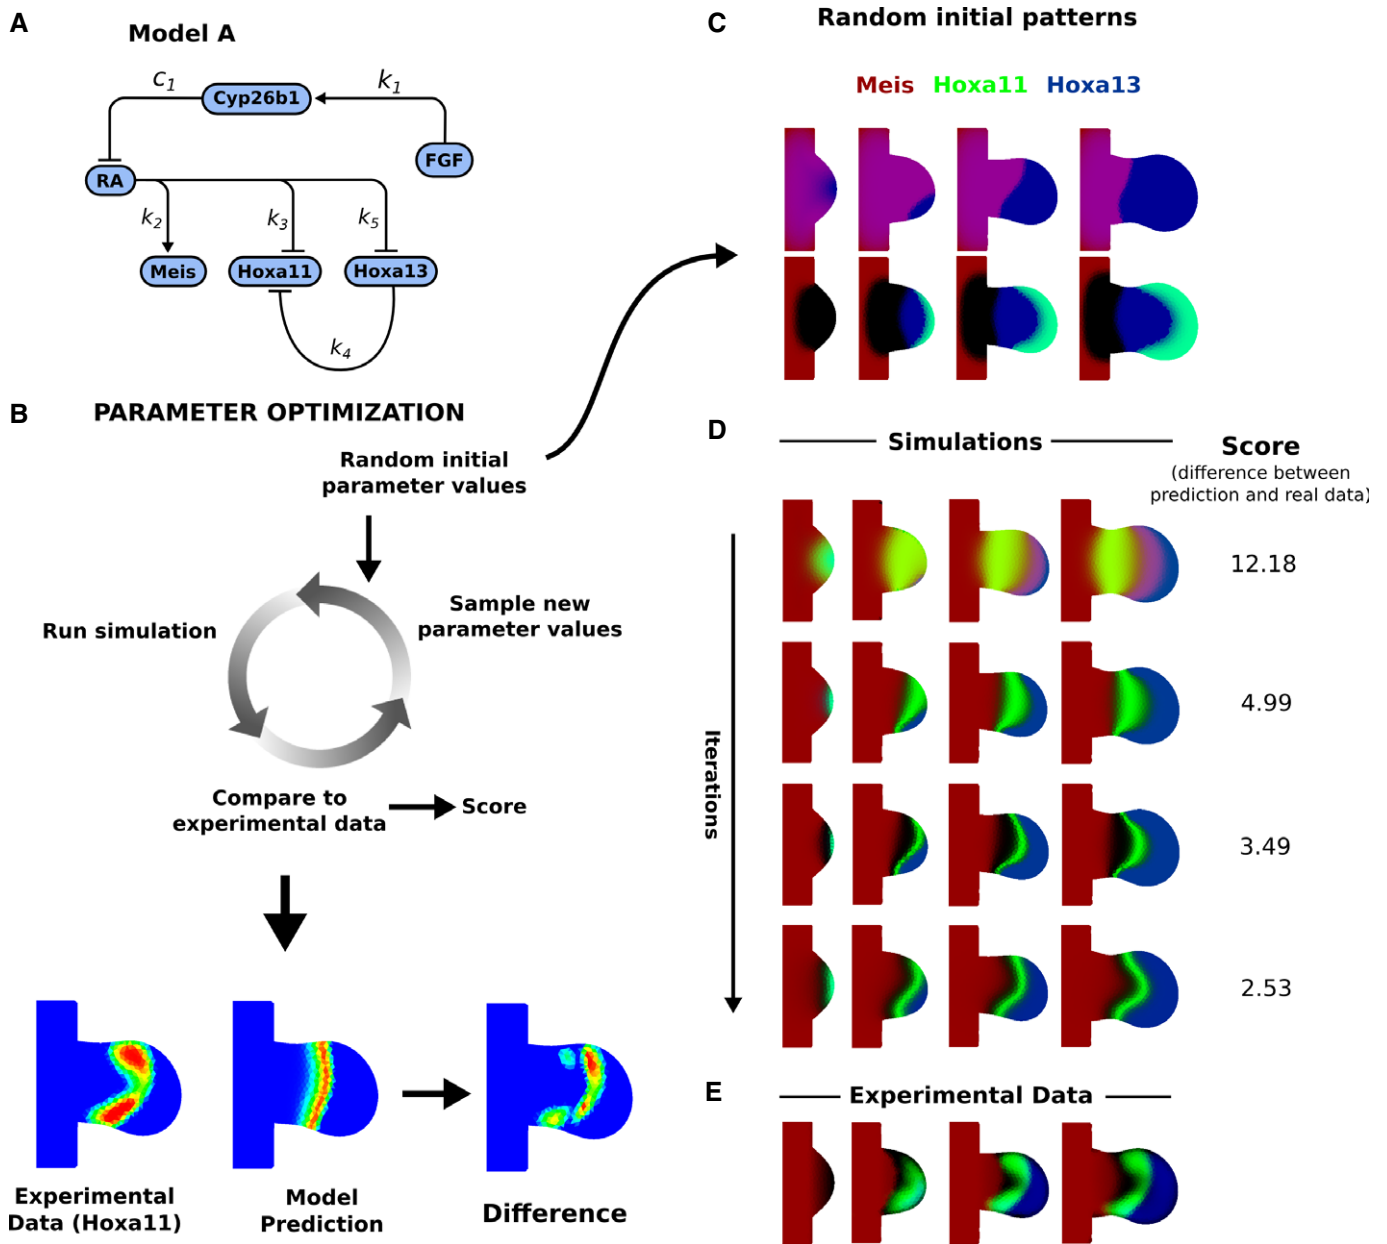 A
Model A
c1
k1
Cyp26b1
FGF
RA
k2
k3
k5
Meis
Hoxa11
Hoxa13
k4
B
PARAMETER OPTIMIZATION
Random initial
parameter values
Run simulation
Sample new
parameter values
Compare to
experimental data
Score
Experimental
Data (Hoxa11)
Model
Prediction
Difference
C
Random initial patterns
Meis Hoxa11 Hoxa13
D
Simulations
Score
(difference between
prediction and real data)
Iterations
12.18
4.99
3.49
2.53
E
Experimental Data